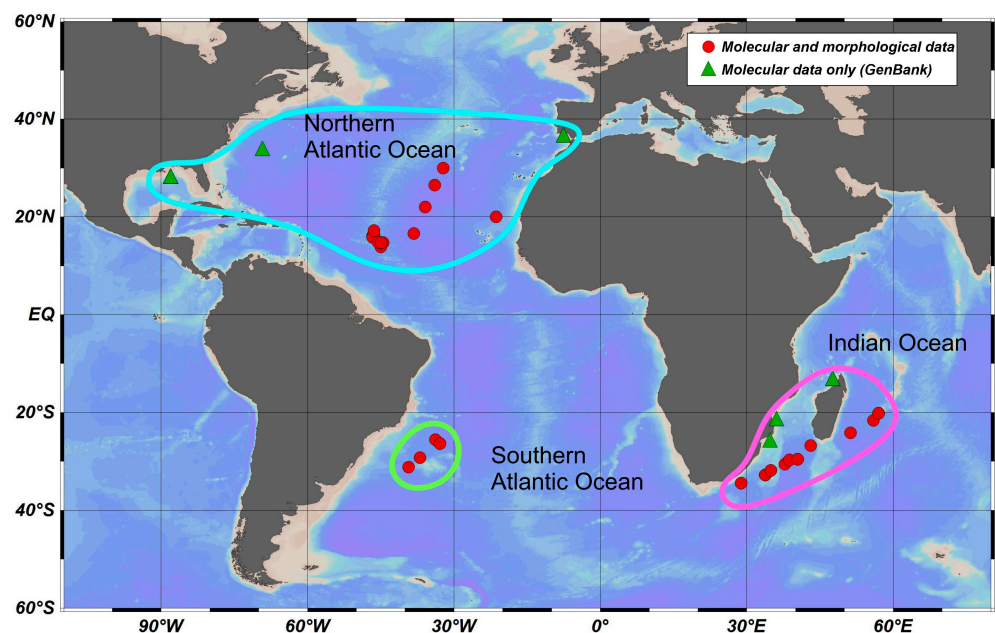 60°N
Molecular and morphological data
Molecular data only (GenBank)
40°N
Northern
Atlantic Ocean
20°N
EQ
Indian Ocean
20°S
Southern
Atlantic Ocean
40°S
60°S
90°W 60°W 30°W 0° 30°E 60°E